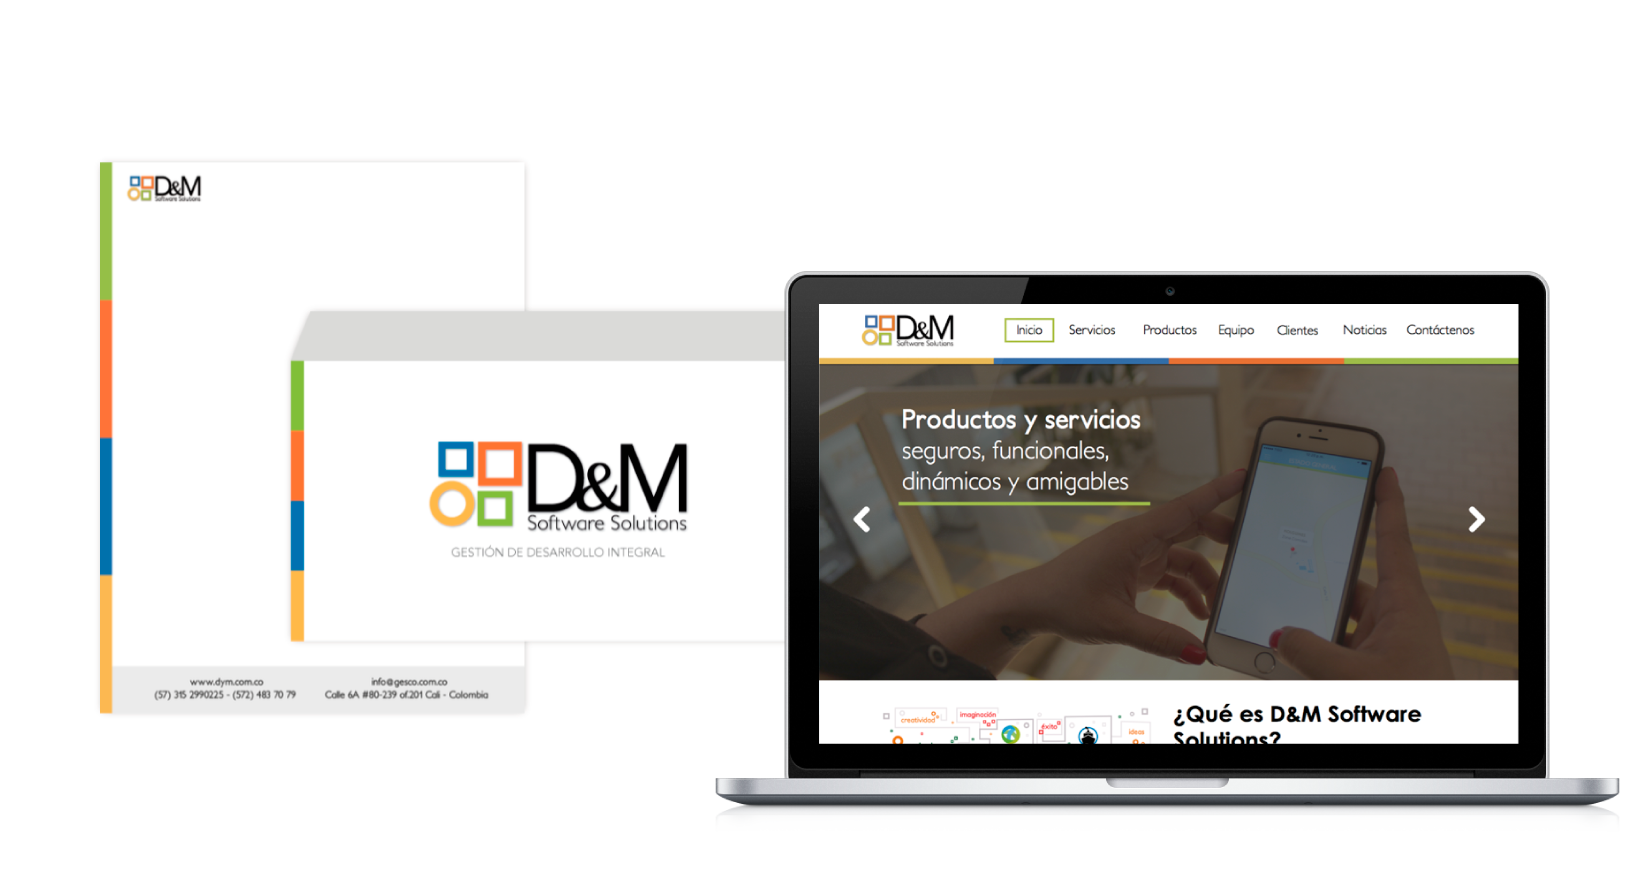 D&M
Software Solutions
www.dym.com.co
(57) 315 2990225 - (572) 483 70 79
info@gesco.com.co
Calle 6A #80-239 of.201 Cali - Colombia
D&M
Software Solutions
GESTIÓN DE DESARROLLO INTEGRAL
D&M
Software Solutions
Inicio
Servicios
Productos
Equipo
Clientes
Noticias
Contáctenos
Productos y servicios
seguros, funcionales,
dinámicos y amigables
creatividad
imaginación
éxito
ideas
¿Qué es D&M Software
Solutions?